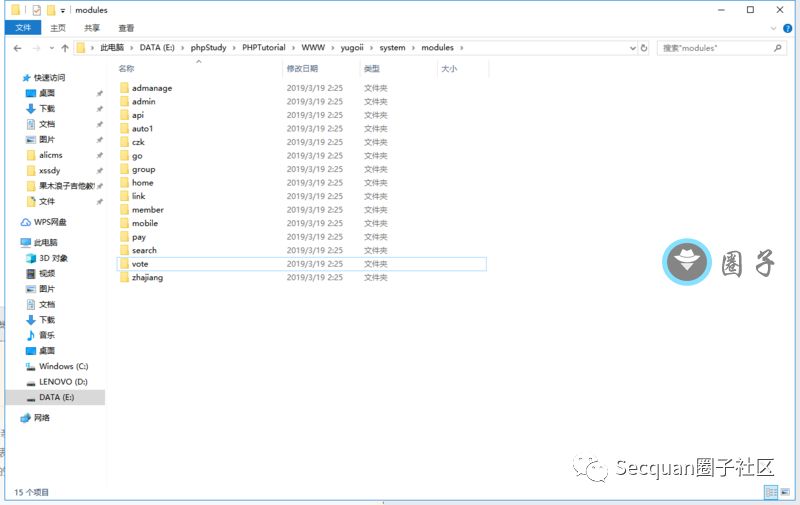 modules
文件 主页 共享 查看
此电脑 DATA (E:) phpStudy PHPTutorial WWW yugoii system modules
搜索"modules"
名称 修改日期 类型 大小
快速访问
桌面
下载
文档
图片
alicms
xssdy
果木浪子吉他教
文件
WPS网盘
此电脑
3D 对象
视频
图片
文档
下载
音乐
桌面
Windows (C:)
LENOVO (D:)
DATA (E:)
网络
admanage 2019/3/19 2:25 文件夹
admin 2019/3/19 2:25 文件夹
api 2019/3/19 2:25 文件夹
auto1 2019/3/19 2:25 文件夹
czk 2019/3/19 2:25 文件夹
go 2019/3/19 2:25 文件夹
group 2019/3/19 2:25 文件夹
home 2019/3/19 2:25 文件夹
link 2019/3/19 2:25 文件夹
member 2019/3/19 2:25 文件夹
mobile 2019/3/19 2:25 文件夹
pay 2019/3/19 2:25 文件夹
search 2019/3/19 2:25 文件夹
vote 2019/3/19 2:25 文件夹
zhajiang 2019/3/19 2:25 文件夹
圈子
Secquan圈子社区
15 个项目